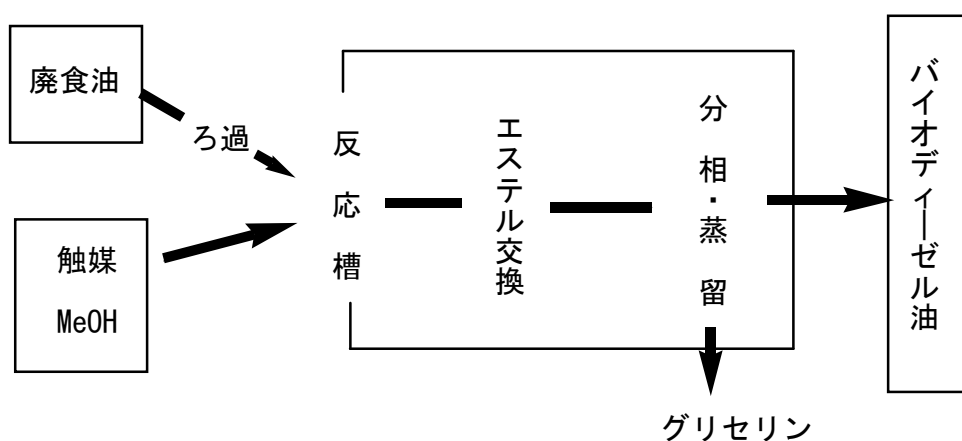 廃食油
ろ過
触媒
MeOH
反応槽
エステル交換
分相・蒸留
バイオディーゼル油
グリセリン